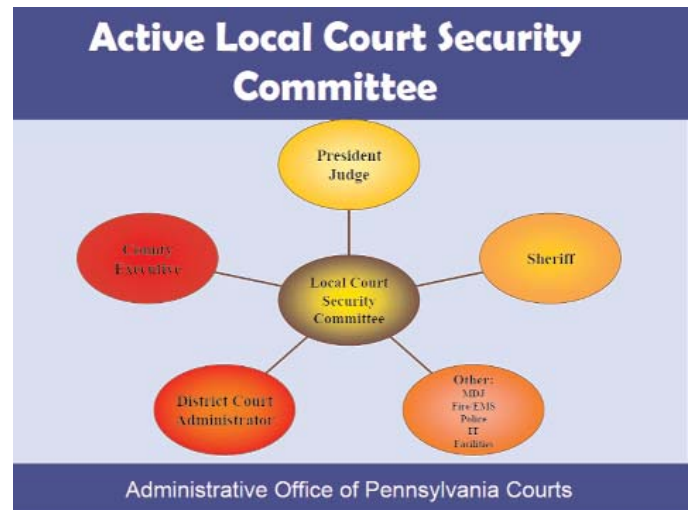 Active Local Court Security
Committee
President
Judge
County
Executive
Sheriff
Local Court
Security
Committee
District Court
Administrator
Other:
MDJ
Fire/EMS
Police
IT
Facilities
Administrative Office of Pennsylvania Courts